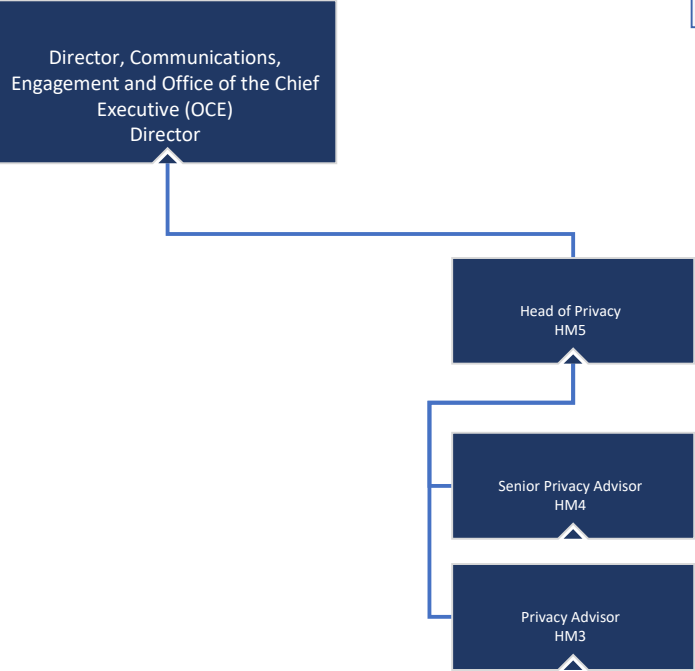 Director, Communications,
Engagement and Office of the Chief
Executive (OCE)
Director
Head of Privacy
HM5
Senior Privacy Advisor
HM4
Privacy Advisor
HM3